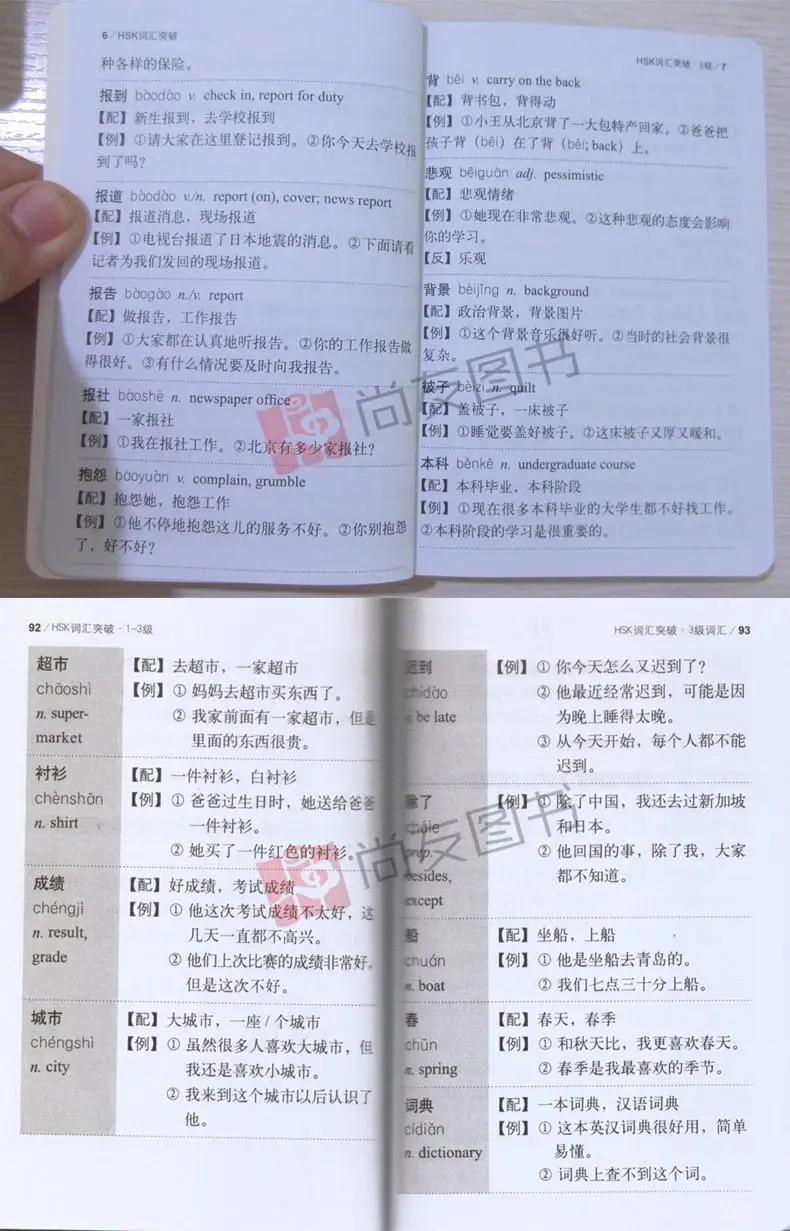 6/HSK词汇突破
种各样的保险。
报到 bàodào v. check in, report for duty
【配】新生报到，去学校报到
【例】①请大家在这里登记报到。②你今天去学校报
到了吗？
报道 bàodào v./n. report (on), cover; news report
【配】报道消息，现场报道
【例】①电视台报道了日本地震的消息。②下面请看
记者为我们发回的现场报道。
报告 bàogào n./v. report
【配】做报告，工作报告
【例】①大家都在认真地听报告。②你的工作报告做
得很好。③有什么情况要及时向我报告。
报社 bàoshè n. newspaper office
【配】一家报社
【例】①我在报社工作。②北京有多少家报社？
抱怨 bàoyuàn v. complain, grumble
【配】抱怨她，抱怨工作
【例】①他不停地抱怨这儿的服务不好。②你别抱怨
了，好不好？
HSK词汇突破·5级/7
背 bēi v. carry on the back
【配】背书包，背得动
【例】①小王从北京背了一大包特产回家。②爸爸把
孩子背（bēi）在了背（bèi; back）上。
悲观 bēiguān adj. pessimistic
【配】悲观情绪
【例】①她现在非常悲观。②这种悲观的态度会影响
你的学习。
【反】乐观
背景 bèijǐng n. background
【配】政治背景，背景图片
【例】①这个背景音乐很好听。②当时的社会背景很
复杂。
被子 bèizi n. quilt
【配】盖被子，一床被子
【例】①睡觉要盖好被子。②这床被子又厚又暖和。
本科 běnkē n. undergraduate course
【配】本科毕业，本科阶段
【例】①现在很多本科毕业的大学生都不好找工作。
②本科阶段的学习是很重要的。
尚友图书
92/HSK词汇突破·1-3级
超市
chāoshì
n. super-
market
【配】去超市，一家超市
【例】① 妈妈去超市买东西了。
② 我家前面有一家超市，但是
里面的东西很贵。
衬衫
chènshān
n. shirt
【配】一件衬衫，白衬衫
【例】① 爸爸过生日时，她送给爸爸
一件衬衫。
② 她买了一件红色的衬衫。
成绩
chéngjì
n. result,
grade
【配】好成绩，考试成绩
【例】① 他这次考试成绩不太好，这
几天一直都不高兴。
② 他们上次比赛的成绩非常好，
但是这次不好。
城市
chéngshì
n. city
【配】大城市，一座/个城市
【例】① 虽然很多人喜欢大城市，但
我还是喜欢小城市。
② 我来到这个城市以后认识了
他。
HSK词汇突破·3级词汇/93
迟到
chídào
v. be late
【例】① 你今天怎么又迟到了？
② 他最近经常迟到，可能是因
为晚上睡得太晚。
③ 从今天开始，每个人都不能
迟到。
除了
chúle
prep.
besides,
except
【例】① 除了中国，我还去过新加坡
和日本。
② 他回国的事，除了我，大家
都不知道。
船
chuán
n. boat
【配】坐船，上船
【例】① 他是坐船去青岛的。
② 我们七点三十分上船。
春
chūn
n. spring
【配】春天，春季
【例】① 和秋天比，我更喜欢春天。
② 春季是我最喜欢的季节。
词典
cídiǎn
n. dictionary
【配】一本词典，汉语词典
【例】① 这本英汉词典很好用，简单
易懂。
② 词典上查不到这个词。
尚友图书